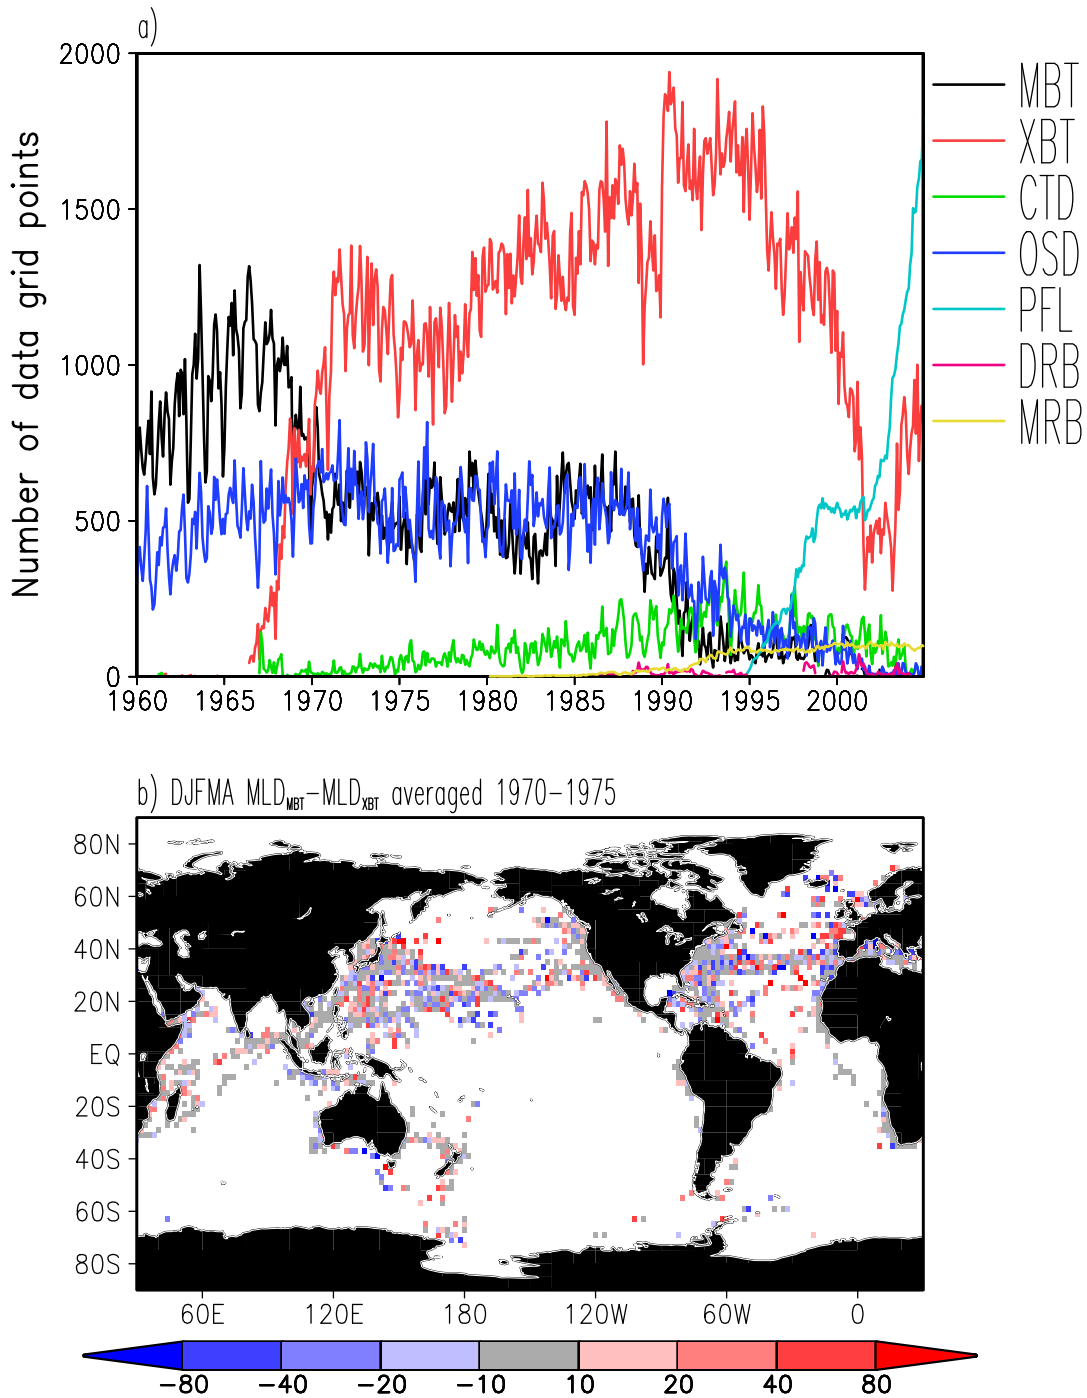 a)
2000
1500
1000
500
0
Number of data grid points
1960 1965 1970 1975 1980 1985 1990 1995 2000
MBT
XBT
CTD
OSD
PFL
DRB
MRB
b) DJFMA MLD_MBT-MLD_XBT averaged 1970-1975
80N
60N
40N
20N
EQ
20S
40S
60S
80S
60E 120E 180 120W 60W 0
-80 -40 -20 -10 10 20 40 80